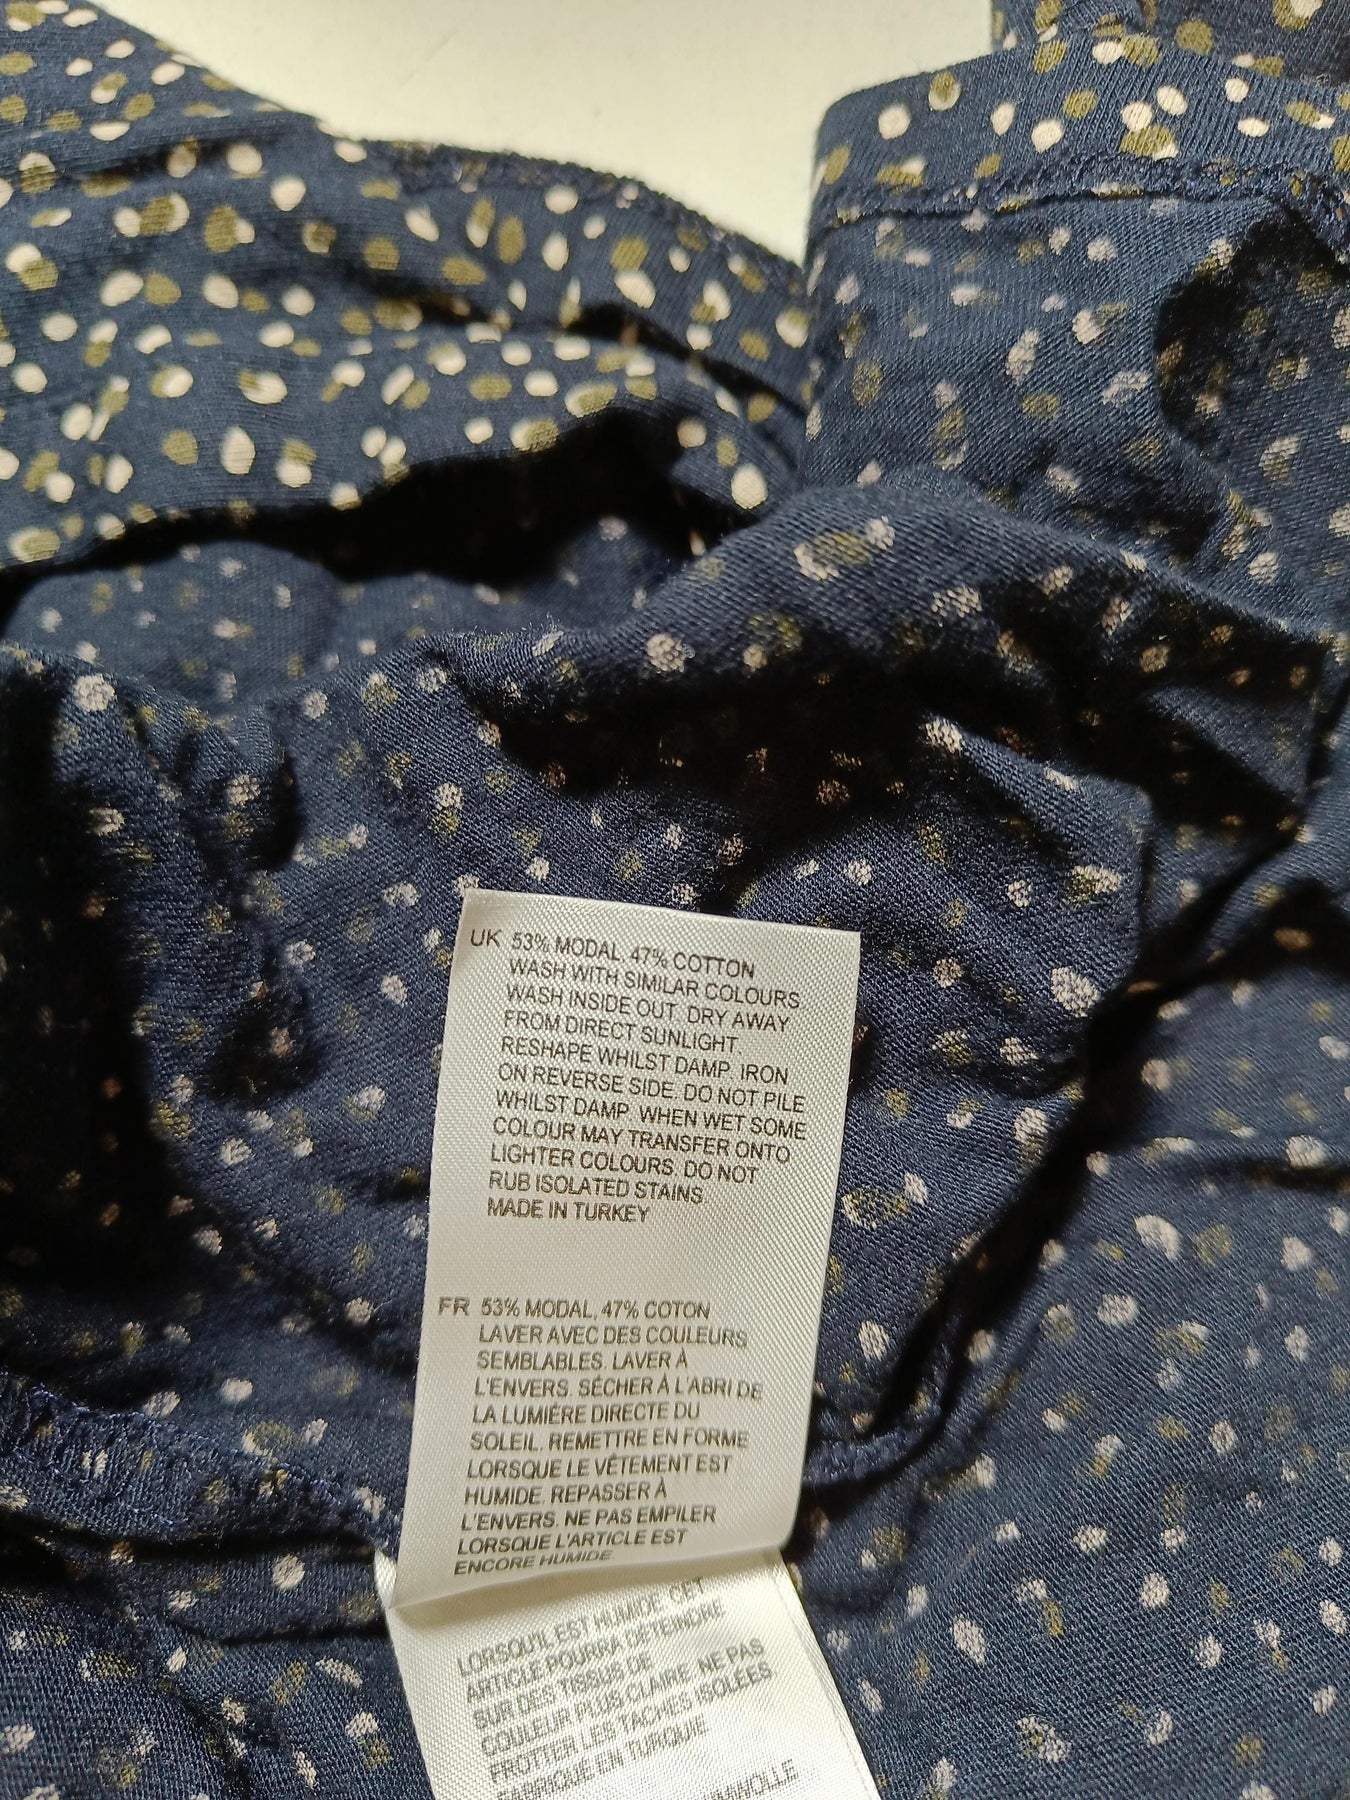 UK 53% MODAL, 47% COTTON
WASH WITH SIMILAR COLOURS.
WASH INSIDE OUT. DRY AWAY
FROM DIRECT SUNLIGHT.
RESHAPE WHILST DAMP. IRON
ON REVERSE SIDE. DO NOT PILE
WHILST DAMP. WHEN WET SOME
COLOUR MAY TRANSFER ONTO
LIGHTER COLOURS. DO NOT
RUB ISOLATED STAINS.
MADE IN TURKEY
FR 53% MODAL, 47% COTON
LAVER AVEC DES COULEURS
SEMBLABLES. LAVER À
L'ENVERS. SÉCHER À L'ABRI DE
LA LUMIÈRE DIRECTE DU
SOLEIL. REMETTRE EN FORME
LORSQUE LE VÊTEMENT EST
HUMIDE. REPASSER À
L'ENVERS. NE PAS EMPILER
LORSQUE L'ARTICLE EST
ENCORE HUMIDE.
LORSQU'IL EST HUMIDE, CET
ARTICLE POURRA DÉTEINDRE
SUR DES TISSUS DE
COULEUR PLUS CLAIRE. NE PAS
FROTTER LES TACHES ISOLÉES.
FABRIQUE EN TURQUIE